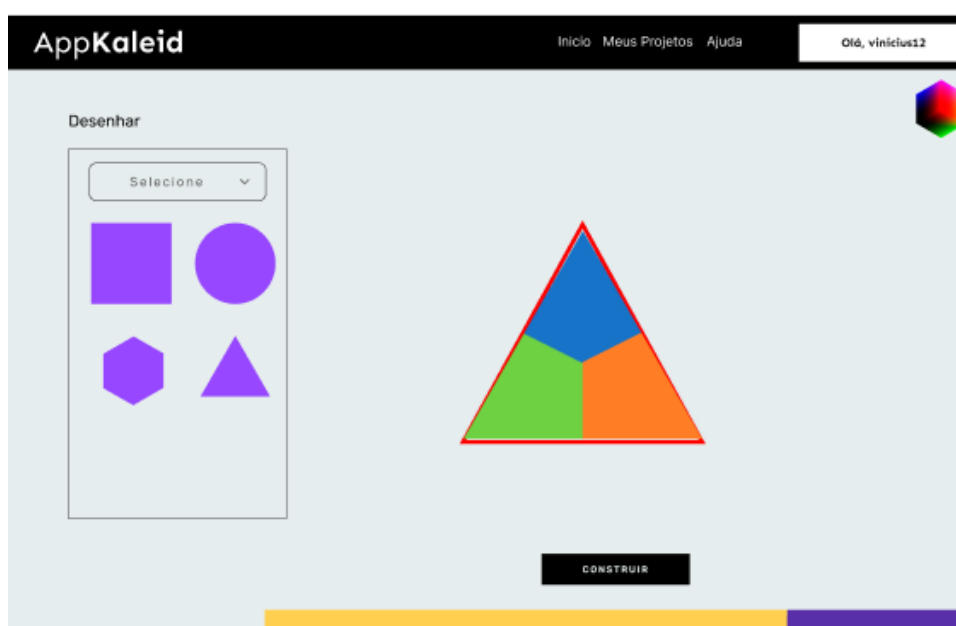 AppKaleid
Inicio Meus Projetos Ajuda
Olá, vinicius12
Desenhar
Selecione
CONSTRUIR